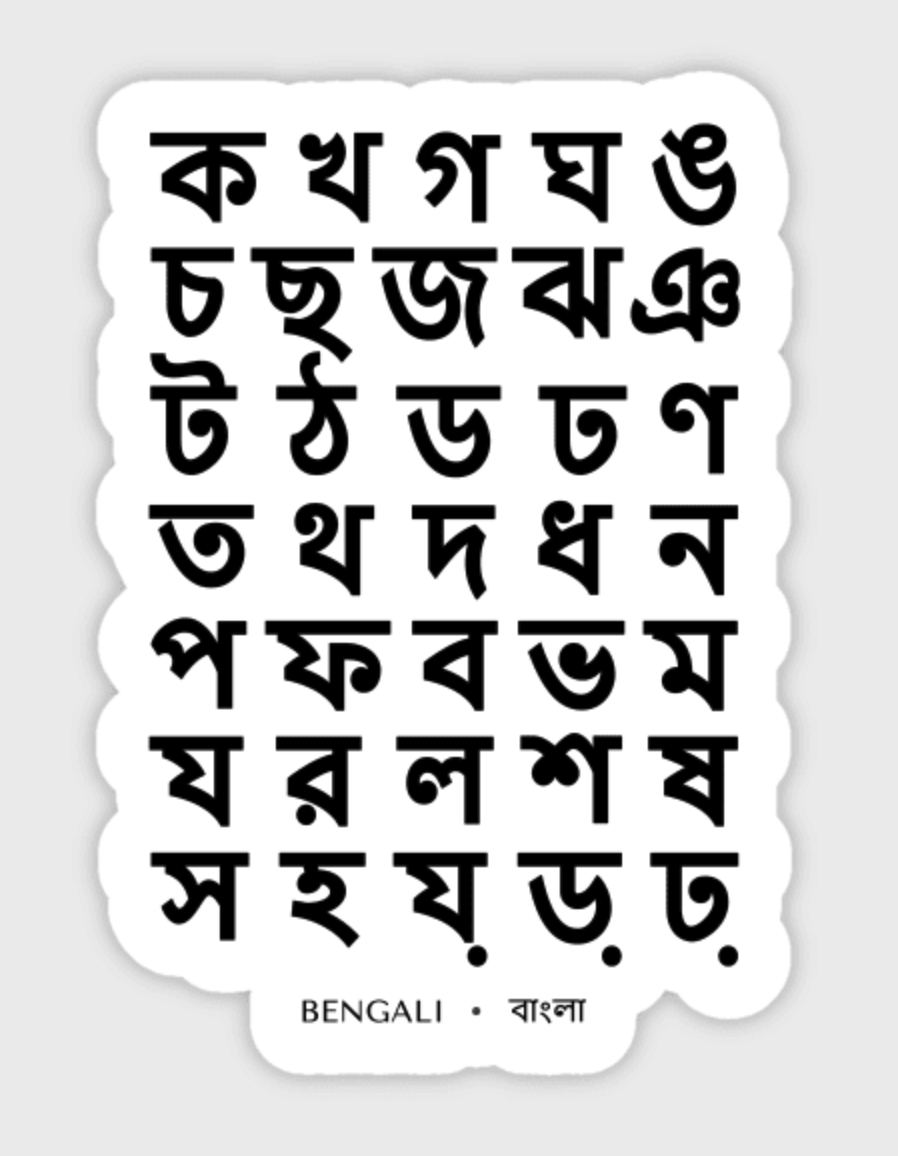 ক খ গ ঘ ঙ
চ ছ জ ঝ ঞ
ট ঠ ড ঢ ণ
ত থ দ ধ ন
প ফ ব ভ ম
য র ল শ ষ
স হ য় ড় ঢ়
BENGALI • বাংলা